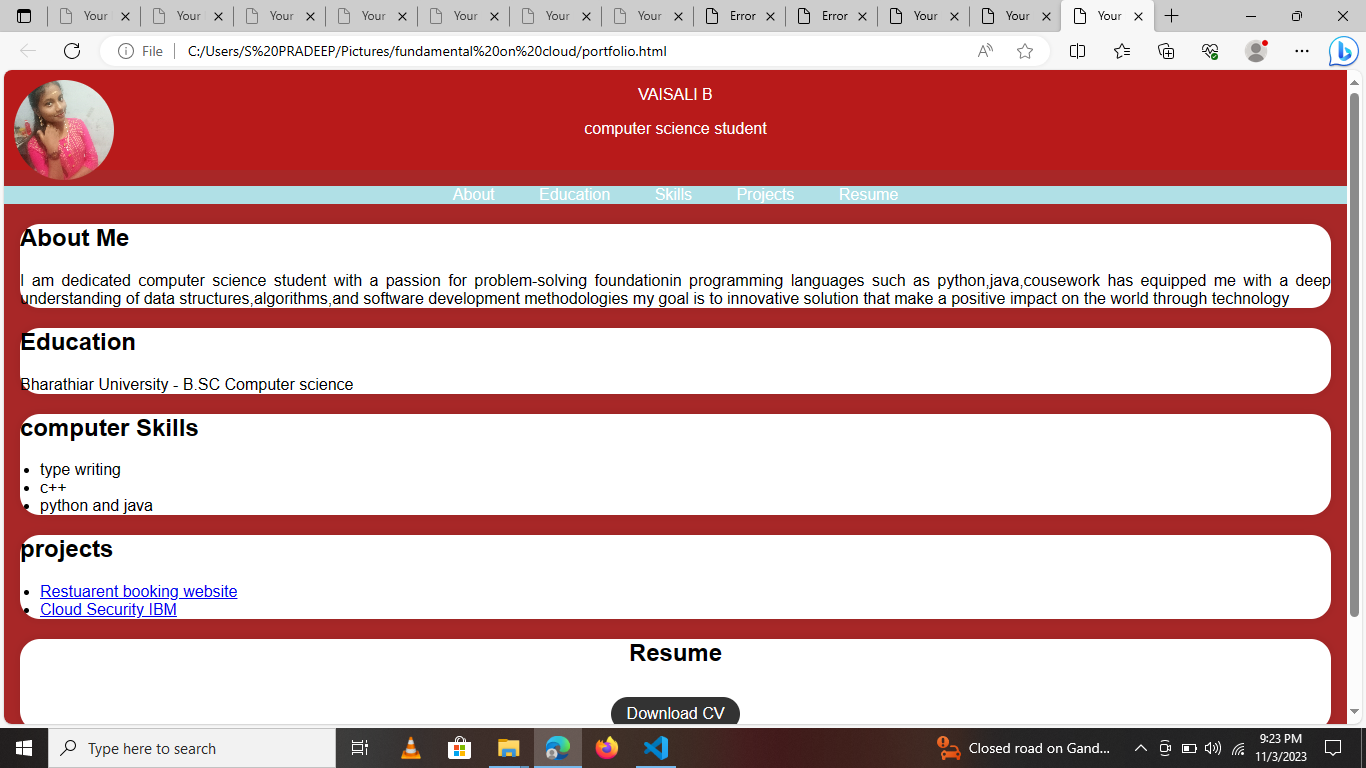 Your
Your
Your
Your
Your
Your
Your
Error
Error
Your
Your
Your
File
C:/Users/S%20PRADEEP/Pictures/fundamental%20on%20cloud/portfolio.html
VAISALI B
computer science student
About Education Skills Projects Resume
About Me
I am dedicated computer science student with a passion for problem-solving foundationin programming languages such as python,java,cousework has equipped me with a deep
understanding of data structures,algorithms,and software development methodologies my goal is to innovative solution that make a positive impact on the world through technology
Education
Bharathiar University - B.SC Computer science
computer Skills
type writing
c++
python and java
projects
Restuarent booking website
Cloud Security IBM
Resume
Download CV
Type here to search
Closed road on Gand...
9:23 PM
11/3/2023